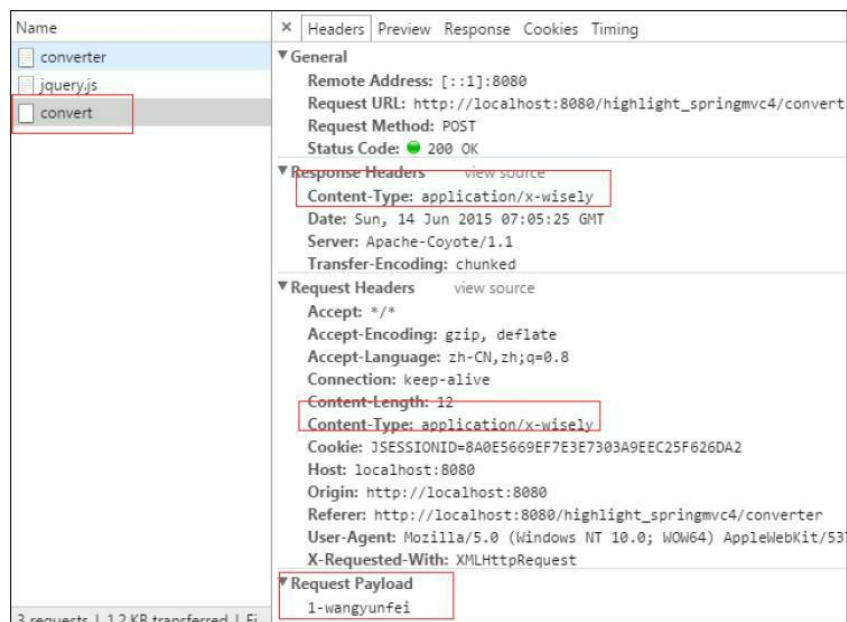 Name
converter
jquery.js
convert
3 requests | 1.2 KB transferred | Fi
× Headers Preview Response Cookies Timing
General
Remote Address: [::1]:8080
Request URL: http://localhost:8080/highlight_springmvc4/convert
Request Method: POST
Status Code: 200 OK
Response Headers view source
Content-Type: application/x-wisely
Date: Sun, 14 Jun 2015 07:05:25 GMT
Server: Apache-Coyote/1.1
Transfer-Encoding: chunked
Request Headers view source
Accept: */*
Accept-Encoding: gzip, deflate
Accept-Language: zh-CN,zh;q=0.8
Connection: keep-alive
Content-Length: 12
Content-Type: application/x-wisely
Cookie: JSESSIONID=8A0E5669EF7E3E7303A9EEC25F626DA2
Host: localhost:8080
Origin: http://localhost:8080
Referer: http://localhost:8080/highlight_springmvc4/converter
User-Agent: Mozilla/5.0 (Windows NT 10.0; WOW64) AppleWebKit/537
X-Requested-With: XMLHttpRequest
Request Payload
1-wangyunfei